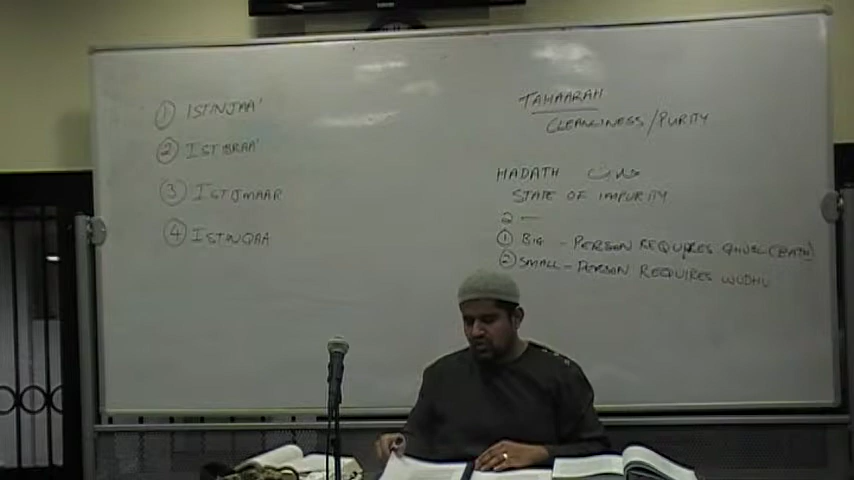 ① ISTINJAA'
② ISTIBRAA'
③ ISTIJMAAR
④ ISTINQAA
TAHAARAH
CLEANLINESS/PURITY
HADATH حدث
STATE OF IMPURITY
2 —
① BIG - PERSON REQUIRES GHUSL (BATH)
② SMALL - PERSON REQUIRES WUDHU